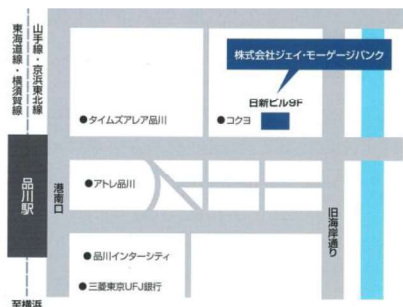 東海道線・横須賀線
山手線・京浜東北線
株式会社ジェイ・モーゲージバンク
日新ビル9F
●タイムズアレア品川
●コクヨ
品川駅
港南口
●アトレ品川
旧海岸通り
●品川インターシティ
●三菱東京UFJ銀行
至横浜